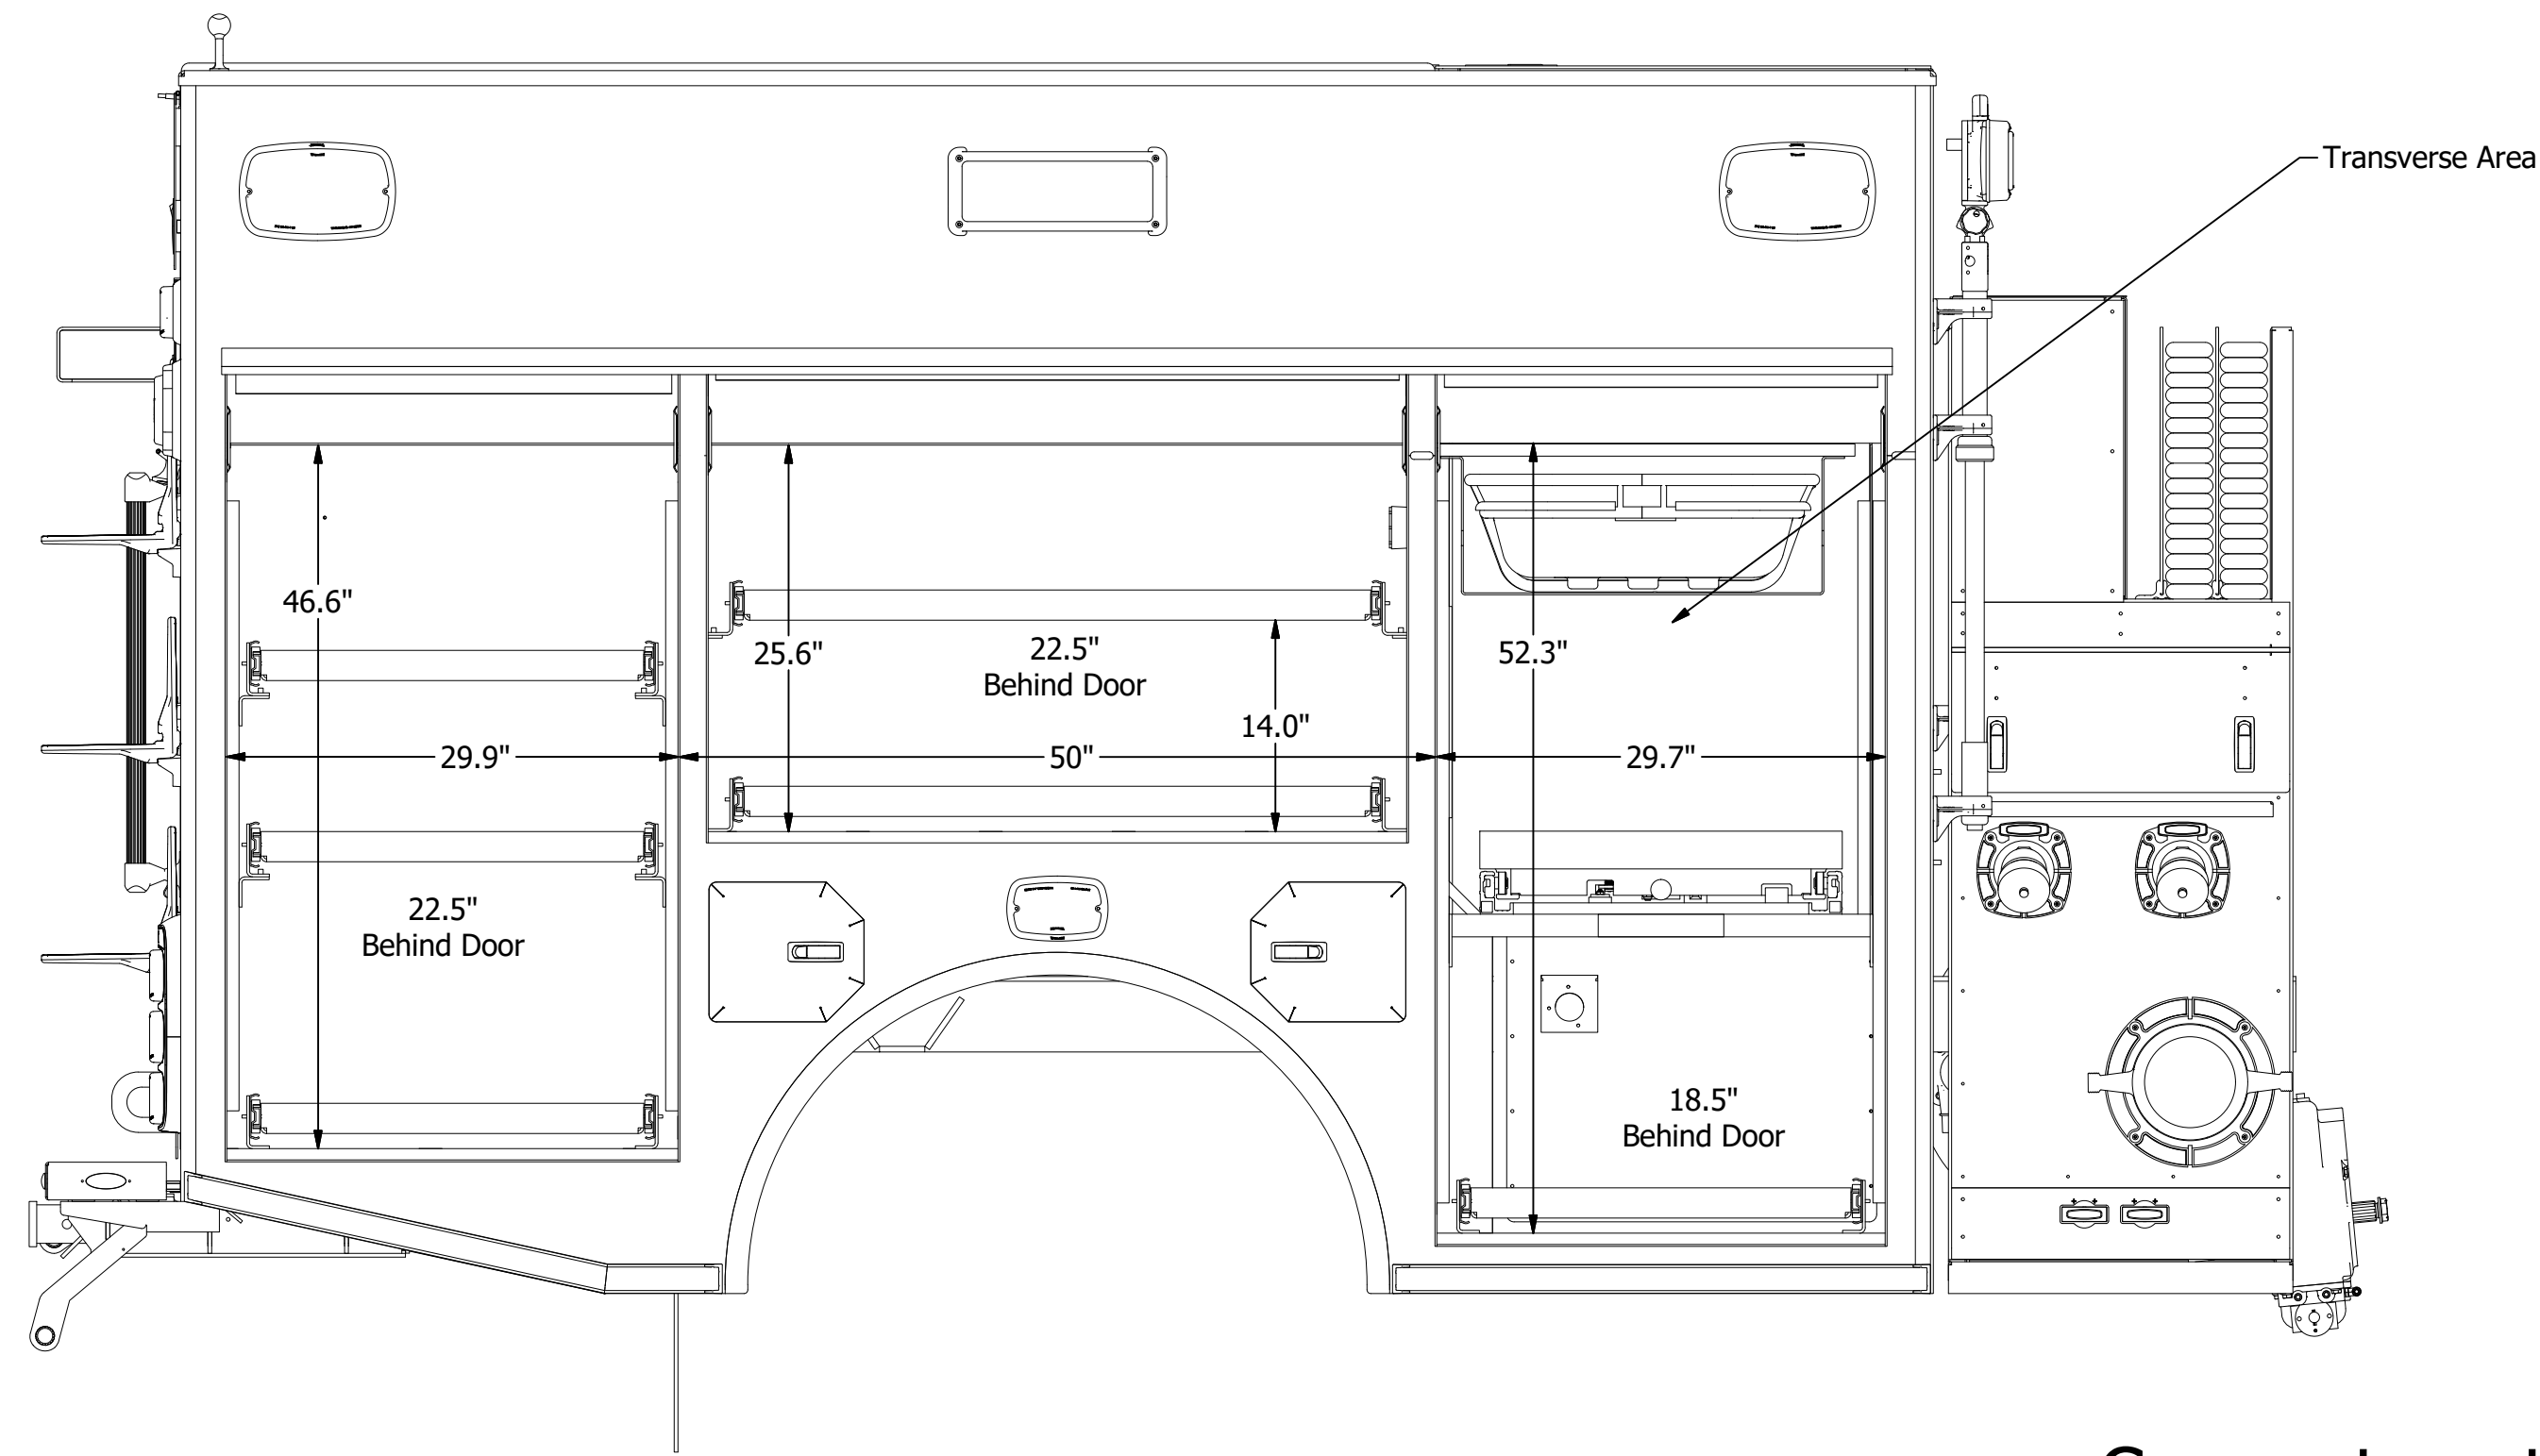 Transverse Area
46.6"
25.6"
22.5"
Behind Door
52.3"
14.0"
29.9"
50"
29.7"
22.5"
Behind Door
18.5"
Behind Door